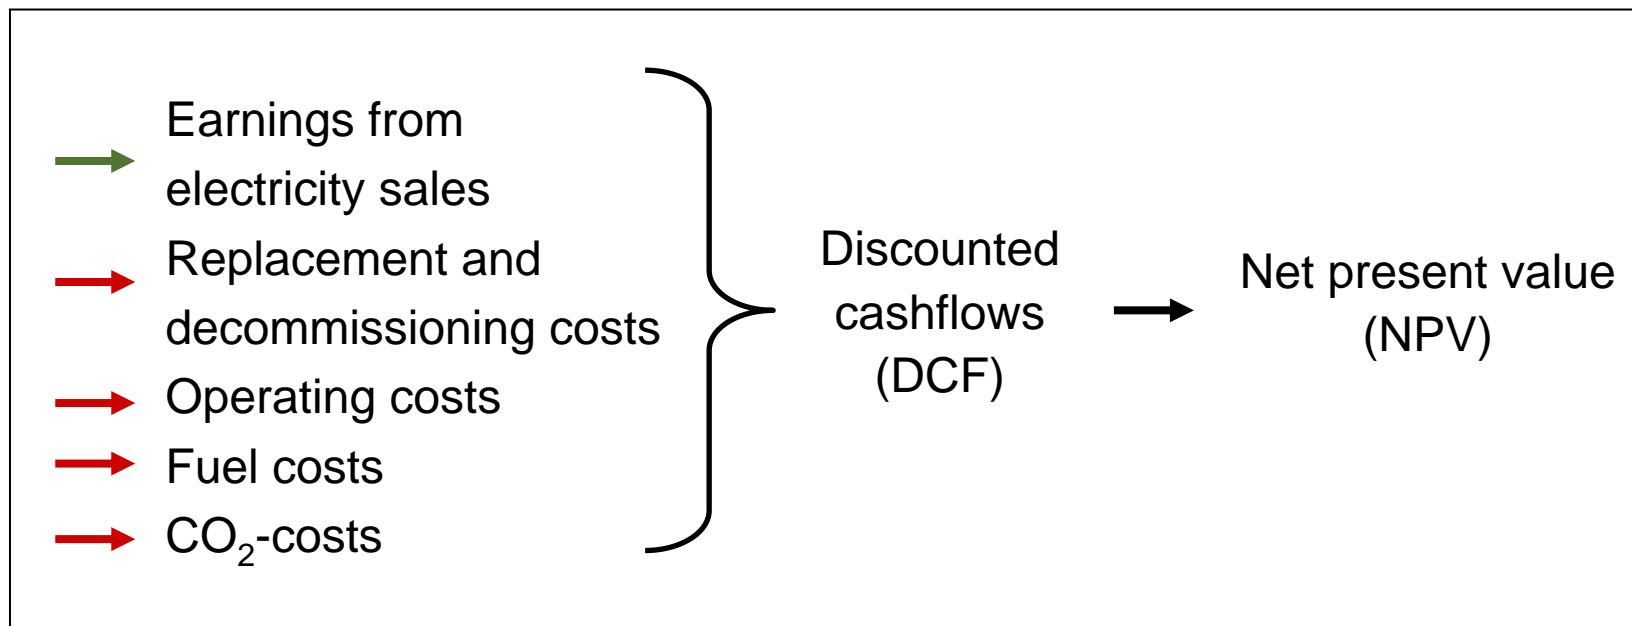 Earnings from
electricity sales
Replacement and
decommissioning costs
Operating costs
Fuel costs
CO₂-costs
Discounted
cashflows
(DCF)
Net present value
(NPV)